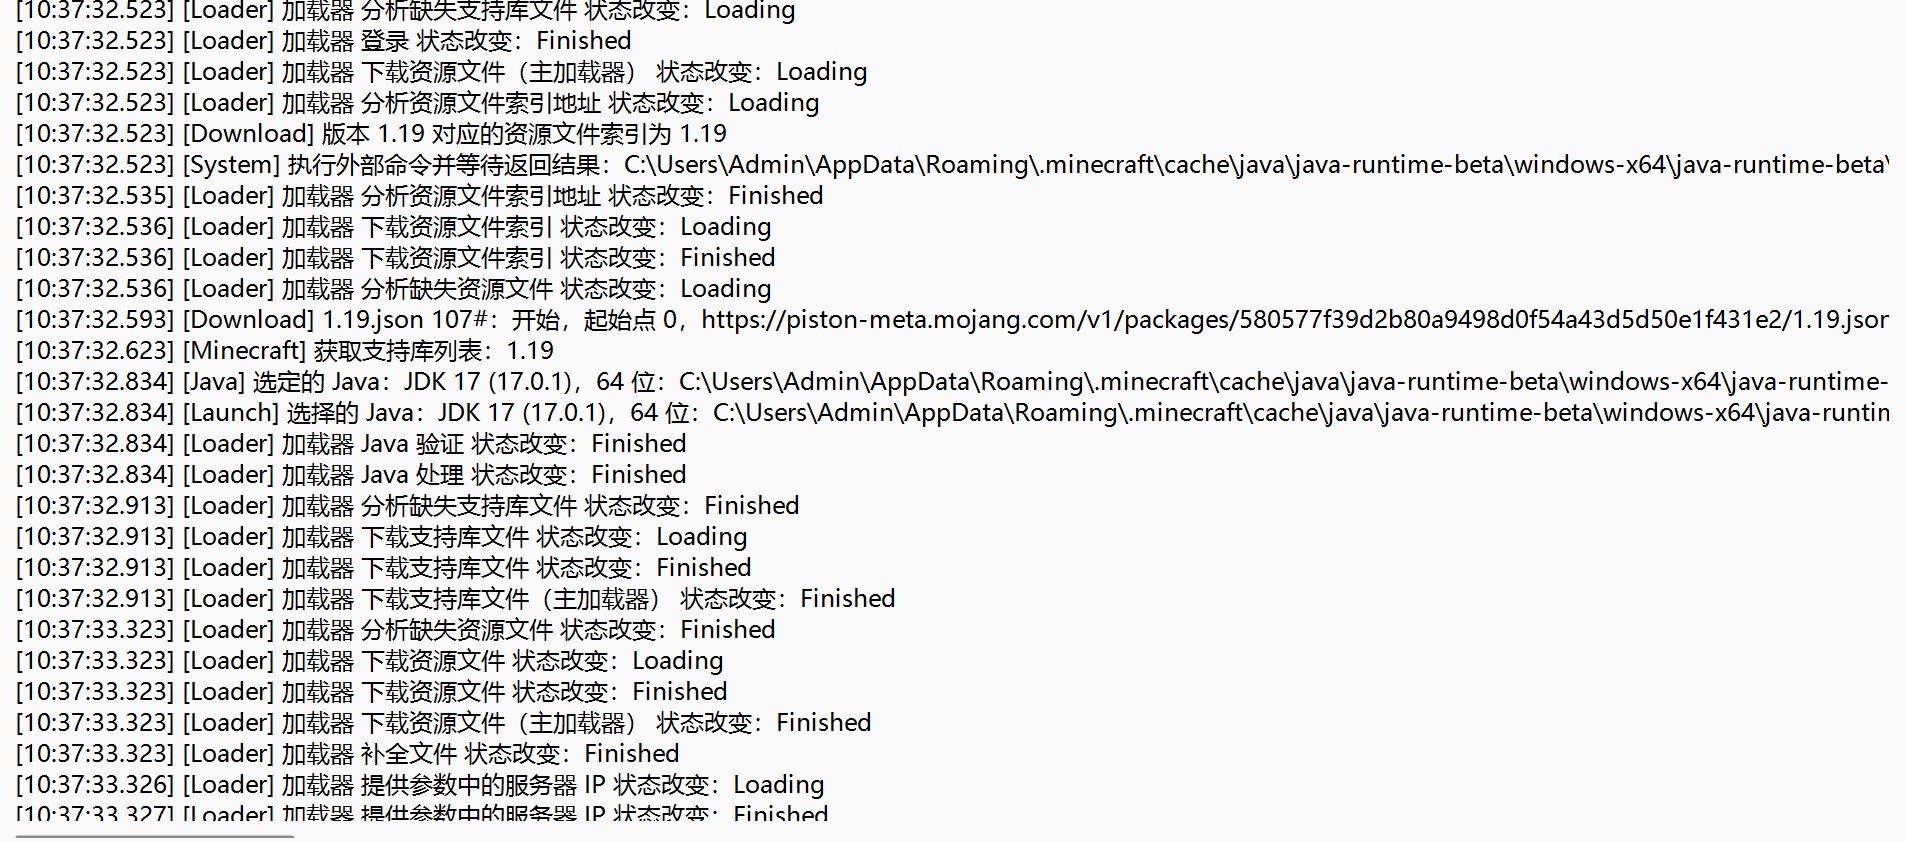 [10:37:32.523] [Loader] 加载器 分析缺失支持库文件 状态改变：Loading
[10:37:32.523] [Loader] 加载器 登录 状态改变：Finished
[10:37:32.523] [Loader] 加载器 下载资源文件（主加载器） 状态改变：Loading
[10:37:32.523] [Loader] 加载器 分析资源文件索引地址 状态改变：Loading
[10:37:32.523] [Download] 版本 1.19 对应的资源文件索引为 1.19
[10:37:32.523] [System] 执行外部命令并等待返回结果：C:\Users\Admin\AppData\Roaming\.minecraft\cache\java\java-runtime-beta\windows-x64\java-runtime-beta\
[10:37:32.535] [Loader] 加载器 分析资源文件索引地址 状态改变：Finished
[10:37:32.536] [Loader] 加载器 下载资源文件索引 状态改变：Loading
[10:37:32.536] [Loader] 加载器 下载资源文件索引 状态改变：Finished
[10:37:32.536] [Loader] 加载器 分析缺失资源文件 状态改变：Loading
[10:37:32.593] [Download] 1.19.json 107#：开始，起始点 0，https://piston-meta.mojang.com/v1/packages/580577f39d2b80a9498d0f54a43d5d50e1f431e2/1.19.json
[10:37:32.623] [Minecraft] 获取支持库列表：1.19
[10:37:32.834] [Java] 选定的 Java：JDK 17 (17.0.1)，64 位：C:\Users\Admin\AppData\Roaming\.minecraft\cache\java\java-runtime-beta\windows-x64\java-runtime-
[10:37:32.834] [Launch] 选择的 Java：JDK 17 (17.0.1)，64 位：C:\Users\Admin\AppData\Roaming\.minecraft\cache\java\java-runtime-beta\windows-x64\java-runtin
[10:37:32.834] [Loader] 加载器 Java 验证 状态改变：Finished
[10:37:32.834] [Loader] 加载器 Java 处理 状态改变：Finished
[10:37:32.913] [Loader] 加载器 分析缺失支持库文件 状态改变：Finished
[10:37:32.913] [Loader] 加载器 下载支持库文件 状态改变：Loading
[10:37:32.913] [Loader] 加载器 下载支持库文件 状态改变：Finished
[10:37:32.913] [Loader] 加载器 下载支持库文件（主加载器） 状态改变：Finished
[10:37:33.323] [Loader] 加载器 分析缺失资源文件 状态改变：Finished
[10:37:33.323] [Loader] 加载器 下载资源文件 状态改变：Loading
[10:37:33.323] [Loader] 加载器 下载资源文件 状态改变：Finished
[10:37:33.323] [Loader] 加载器 下载资源文件（主加载器） 状态改变：Finished
[10:37:33.323] [Loader] 加载器 补全文件 状态改变：Finished
[10:37:33.326] [Loader] 加载器 提供参数中的服务器 IP 状态改变：Loading
[10:37:33.327] [Loader] 加载器 提供参数中的服务器 IP 状态改变：Finished